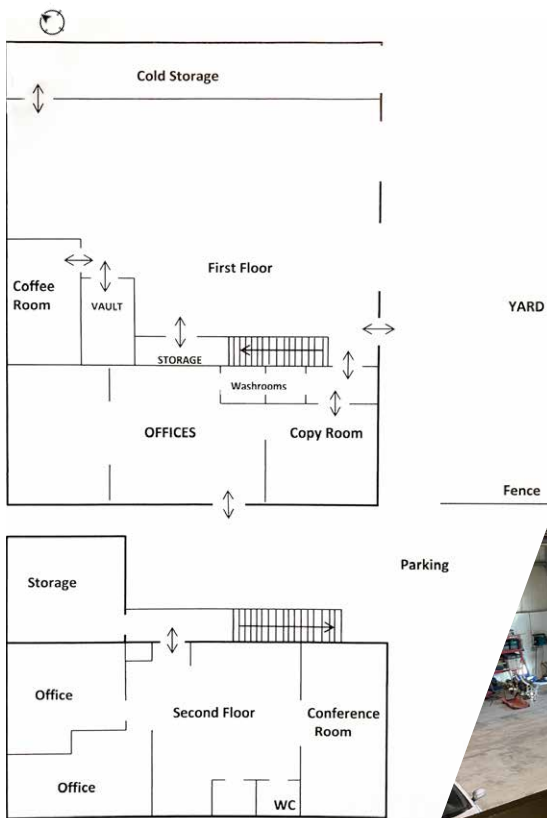 Cold Storage
First Floor
Coffee
Room
VAULT
YARD
STORAGE
Washrooms
OFFICES
Copy Room
Fence
Parking
Storage
Office
Second Floor
Conference
Room
Office
WC